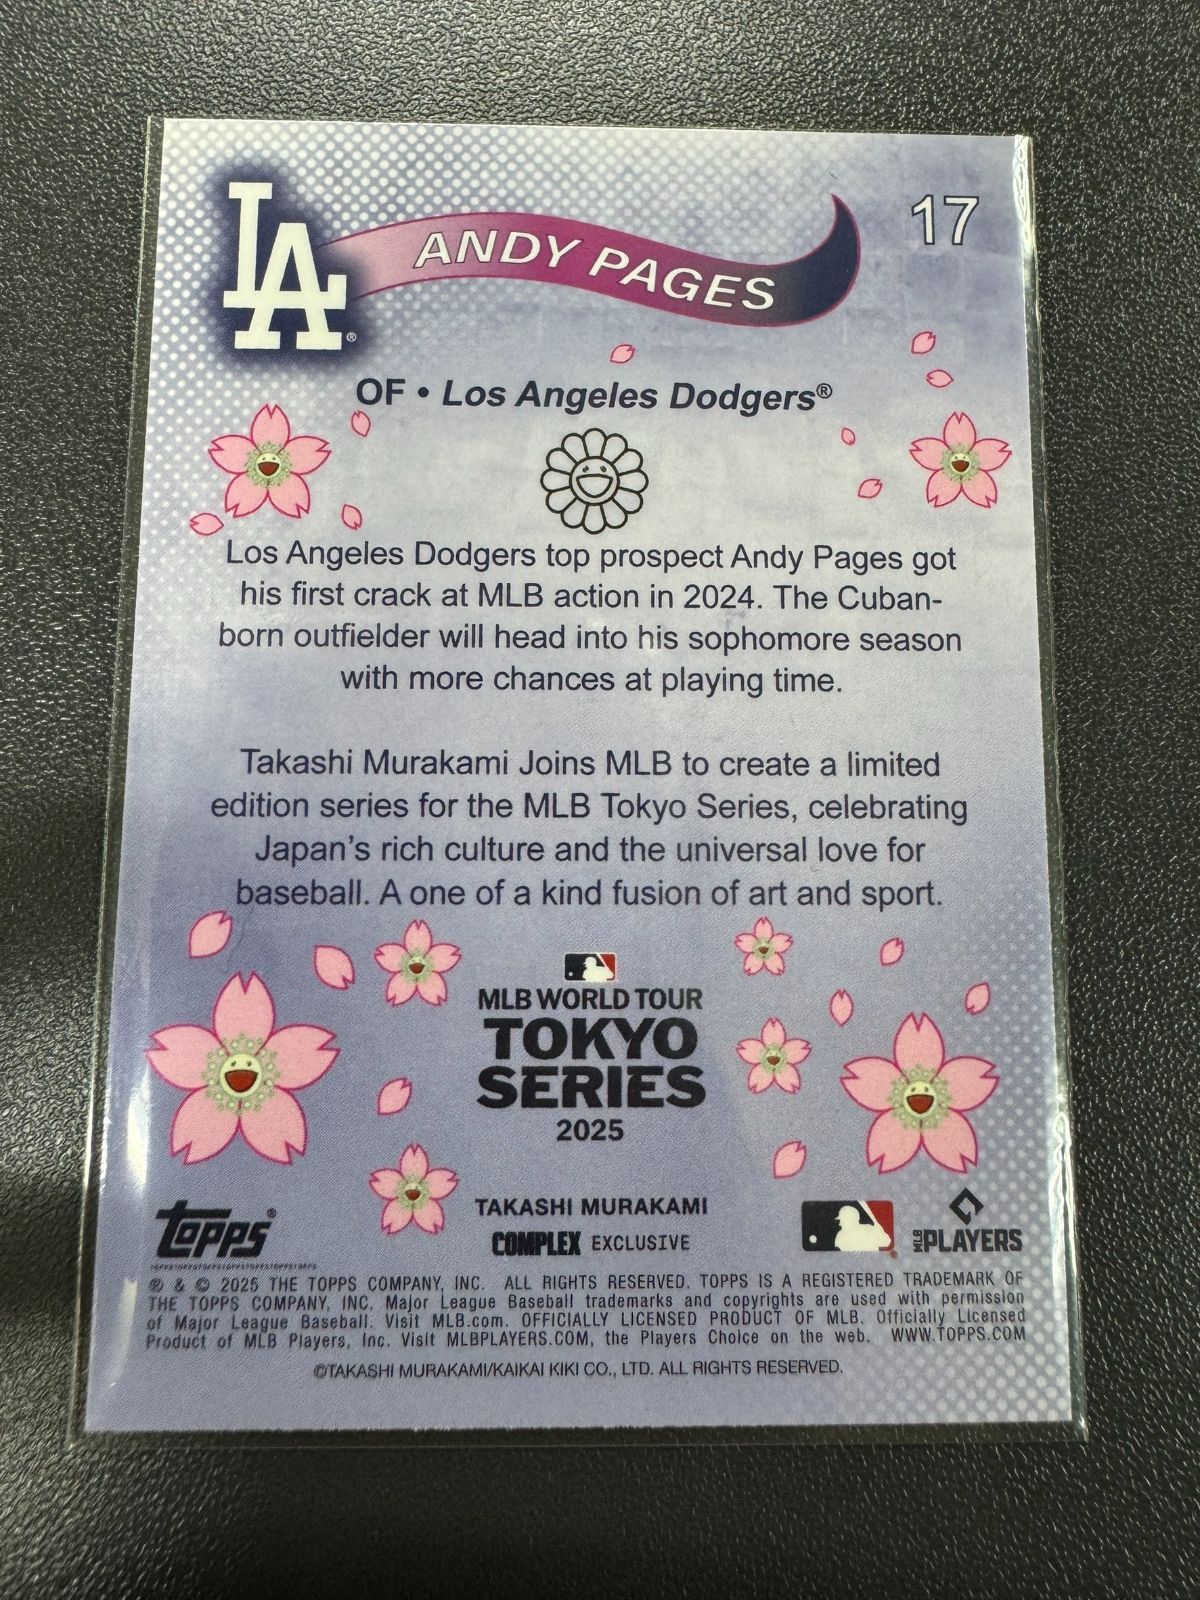 LA
ANDY PAGES
17
OF • Los Angeles Dodgers®
Los Angeles Dodgers top prospect Andy Pages got
his first crack at MLB action in 2024. The Cuban-
born outfielder will head into his sophomore season
with more chances at playing time.
Takashi Murakami Joins MLB to create a limited
edition series for the MLB Tokyo Series, celebrating
Japan's rich culture and the universal love for
baseball. A one of a kind fusion of art and sport.
MLB WORLD TOUR
TOKYO
SERIES
2025
TAKASHI MURAKAMI
COMPLEX EXCLUSIVE
Topps®
MLB PLAYERS
® & © 2025 THE TOPPS COMPANY, INC. ALL RIGHTS RESERVED. TOPPS IS A REGISTERED TRADEMARK OF
THE TOPPS COMPANY, INC. Major League Baseball trademarks and copyrights are used with permission
of Major League Baseball. Visit MLB.com. OFFICIALLY LICENSED PRODUCT OF MLB. Officially Licensed
Product of MLB Players, Inc. Visit MLBPLAYERS.COM, the Players Choice on the web. WWW.TOPPS.COM
©TAKASHI MURAKAMI/KAIKAI KIKI CO., LTD. ALL RIGHTS RESERVED.